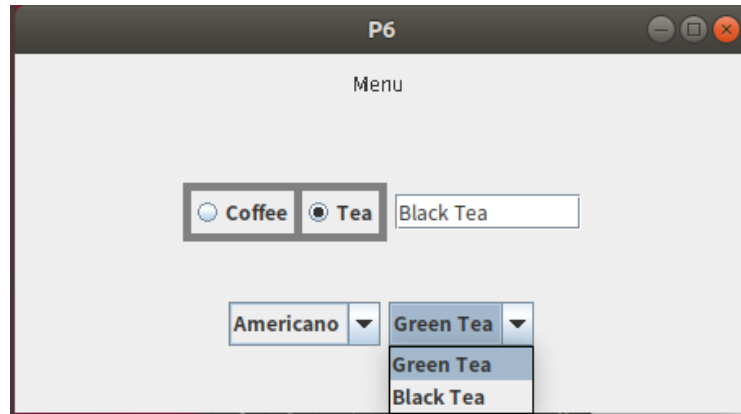 P6
Menu
Coffee Tea Black Tea
Americano Green Tea
Green Tea
Black Tea